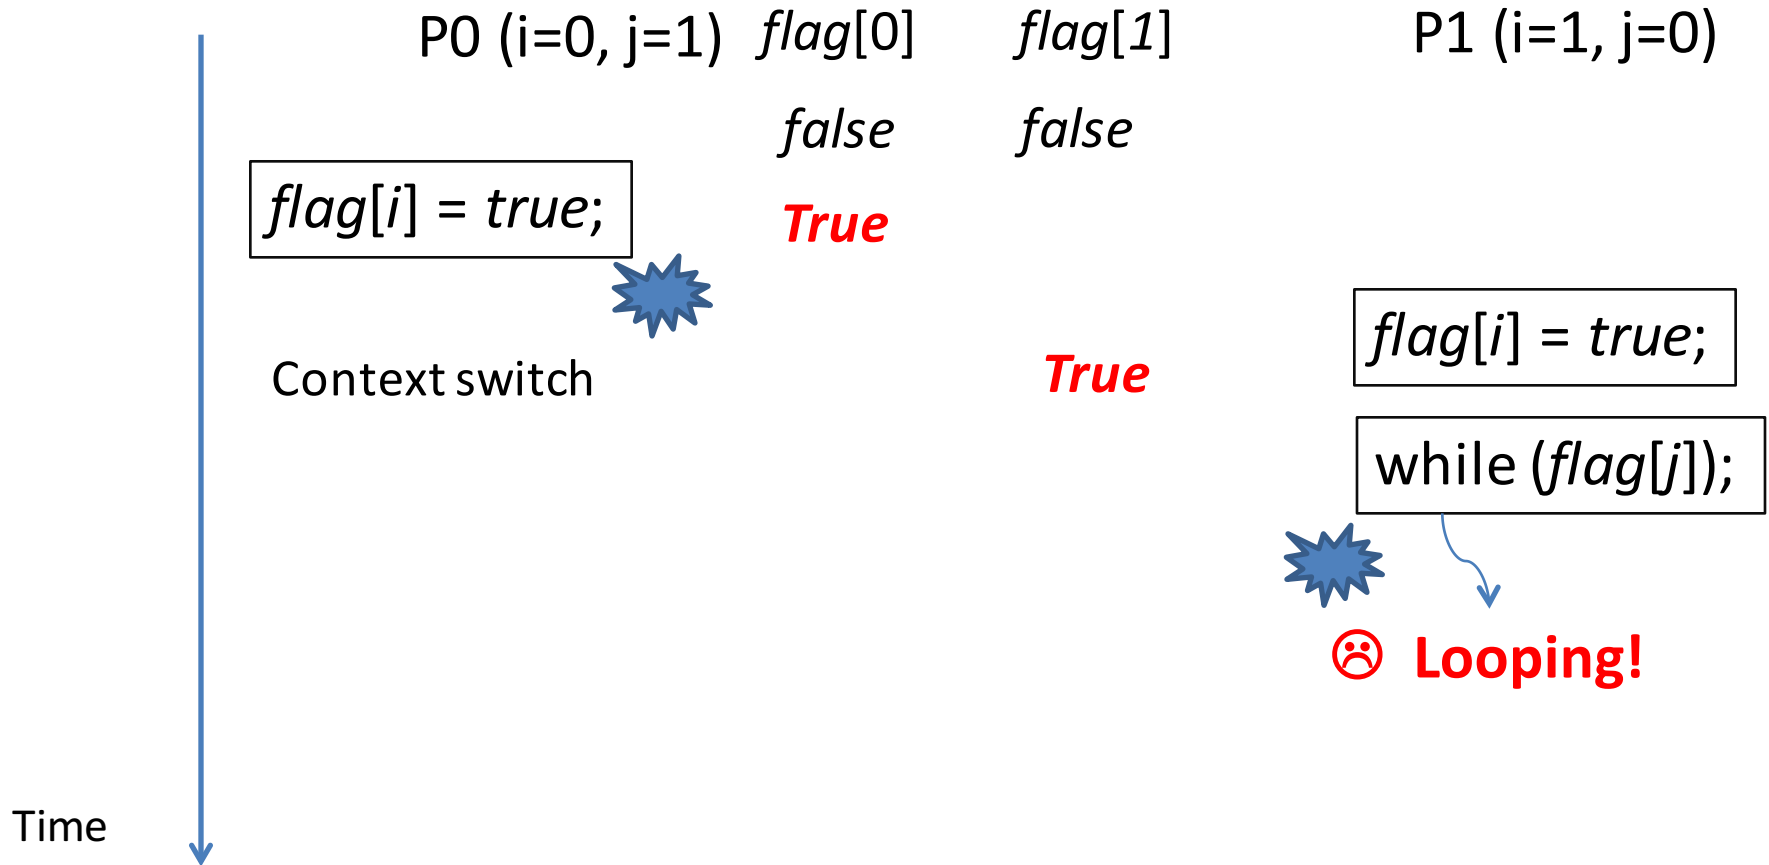 P0 (i=0, j=1) flag[0] flag[1] P1 (i=1, j=0)
false false
flag[i] = true; True
flag[i] = true;
Context switch True
while (flag[j]);
☹ Looping!
Time